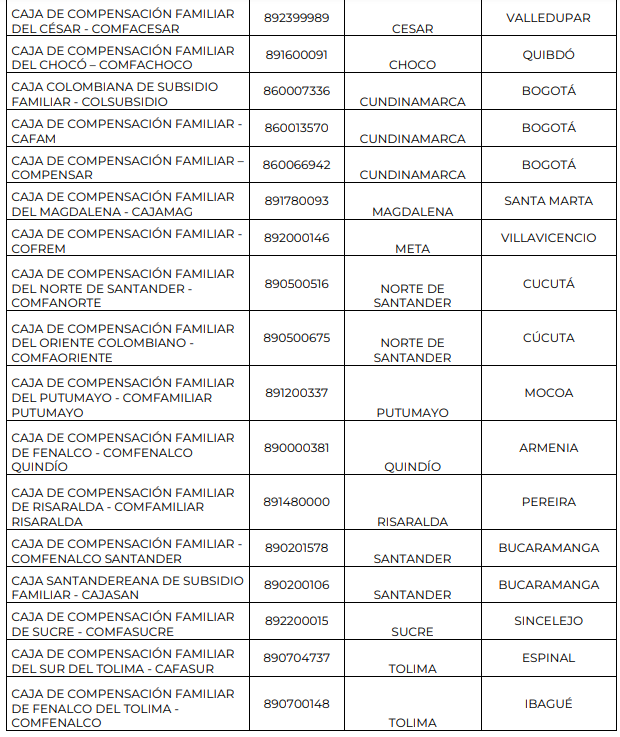 CAJA DE COMPENSACIÓN FAMILIAR
DEL CÉSAR - COMFACESAR
892399989
CESAR
VALLEDUPAR
CAJA DE COMPENSACIÓN FAMILIAR
DEL CHOCÓ – COMFACHOCO
891600091
CHOCO
QUIBDÓ
CAJA COLOMBIANA DE SUBSIDIO
FAMILIAR - COLSUBSIDIO
860007336
CUNDINAMARCA
BOGOTÁ
CAJA DE COMPENSACIÓN FAMILIAR -
CAFAM
860013570
CUNDINAMARCA
BOGOTÁ
CAJA DE COMPENSACIÓN FAMILIAR –
COMPENSAR
860066942
CUNDINAMARCA
BOGOTÁ
CAJA DE COMPENSACIÓN FAMILIAR
DEL MAGDALENA - CAJAMAG
891780093
MAGDALENA
SANTA MARTA
CAJA DE COMPENSACIÓN FAMILIAR -
COFREM
892000146
META
VILLAVICENCIO
CAJA DE COMPENSACIÓN FAMILIAR
DEL NORTE DE SANTANDER -
COMFANORTE
890500516
NORTE DE
SANTANDER
CUCUTÁ
CAJA DE COMPENSACIÓN FAMILIAR
DEL ORIENTE COLOMBIANO -
COMFAORIENTE
890500675
NORTE DE
SANTANDER
CÚCUTA
CAJA DE COMPENSACIÓN FAMILIAR
DEL PUTUMAYO - COMFAMILIAR
PUTUMAYO
891200337
PUTUMAYO
MOCOA
CAJA DE COMPENSACIÓN FAMILIAR
DE FENALCO - COMFENALCO
QUINDÍO
890000381
QUINDÍO
ARMENIA
CAJA DE COMPENSACIÓN FAMILIAR
DE RISARALDA - COMFAMILIAR
RISARALDA
891480000
RISARALDA
PEREIRA
CAJA DE COMPENSACIÓN FAMILIAR -
COMFENALCO SANTANDER
890201578
SANTANDER
BUCARAMANGA
CAJA SANTANDEREANA DE SUBSIDIO
FAMILIAR - CAJASAN
890200106
SANTANDER
BUCARAMANGA
CAJA DE COMPENSACIÓN FAMILIAR
DE SUCRE - COMFASUCRE
892200015
SUCRE
SINCELEJO
CAJA DE COMPENSACIÓN FAMILIAR
DEL SUR DEL TOLIMA - CAFASUR
890704737
TOLIMA
ESPINAL
CAJA DE COMPENSACIÓN FAMILIAR
DE FENALCO DEL TOLIMA -
COMFENALCO
890700148
TOLIMA
IBAGUÉ